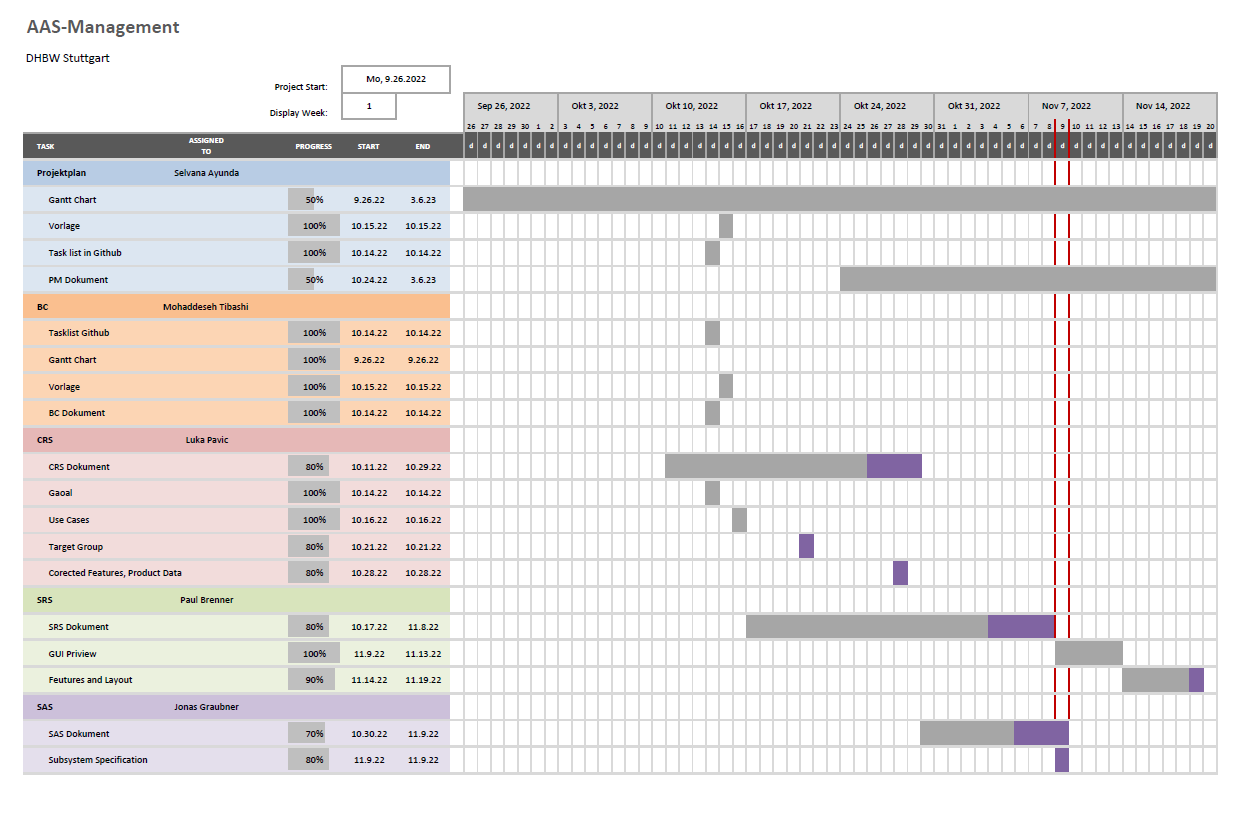 AAS-Management
DHBW Stuttgart
Project Start: Mo, 9.26.2022
Display Week: 1
Sep 26, 2022 Okt 3, 2022 Okt 10, 2022 Okt 17, 2022 Okt 24, 2022 Okt 31, 2022 Nov 7, 2022 Nov 14, 2022
26 27 28 29 30 1 2 3 4 5 6 7 8 9 10 11 12 13 14 15 16 17 18 19 20 21 22 23 24 25 26 27 28 29 30 31 1 2 3 4 5 6 7 8 9 10 11 12 13 14 15 16 17 18 19 20
TASK ASSIGNED TO PROGRESS START END d d d d d d d d d d d d d d d d d d d d d d d d d d d d d d d d d d d d d d d d d d d d d d d d d d d d d d d d
Projektplan Selvana Ayunda
Gantt Chart 50% 9.26.22 3.6.23
Vorlage 100% 10.15.22 10.15.22
Task list in Github 100% 10.14.22 10.14.22
PM Dokument 50% 10.24.22 3.6.23
BC Mohaddeseh Tibashi
Tasklist Github 100% 10.14.22 10.14.22
Gantt Chart 100% 9.26.22 9.26.22
Vorlage 100% 10.15.22 10.15.22
BC Dokument 100% 10.14.22 10.14.22
CRS Luka Pavic
CRS Dokument 80% 10.11.22 10.29.22
Gaoal 100% 10.14.22 10.14.22
Use Cases 100% 10.16.22 10.16.22
Target Group 80% 10.21.22 10.21.22
Corected Features, Product Data 80% 10.28.22 10.28.22
SRS Paul Brenner
SRS Dokument 80% 10.17.22 11.8.22
GUI Priview 100% 11.9.22 11.13.22
Feutures and Layout 90% 11.14.22 11.19.22
SAS Jonas Graubner
SAS Dokument 70% 10.30.22 11.9.22
Subsystem Specification 80% 11.9.22 11.9.22